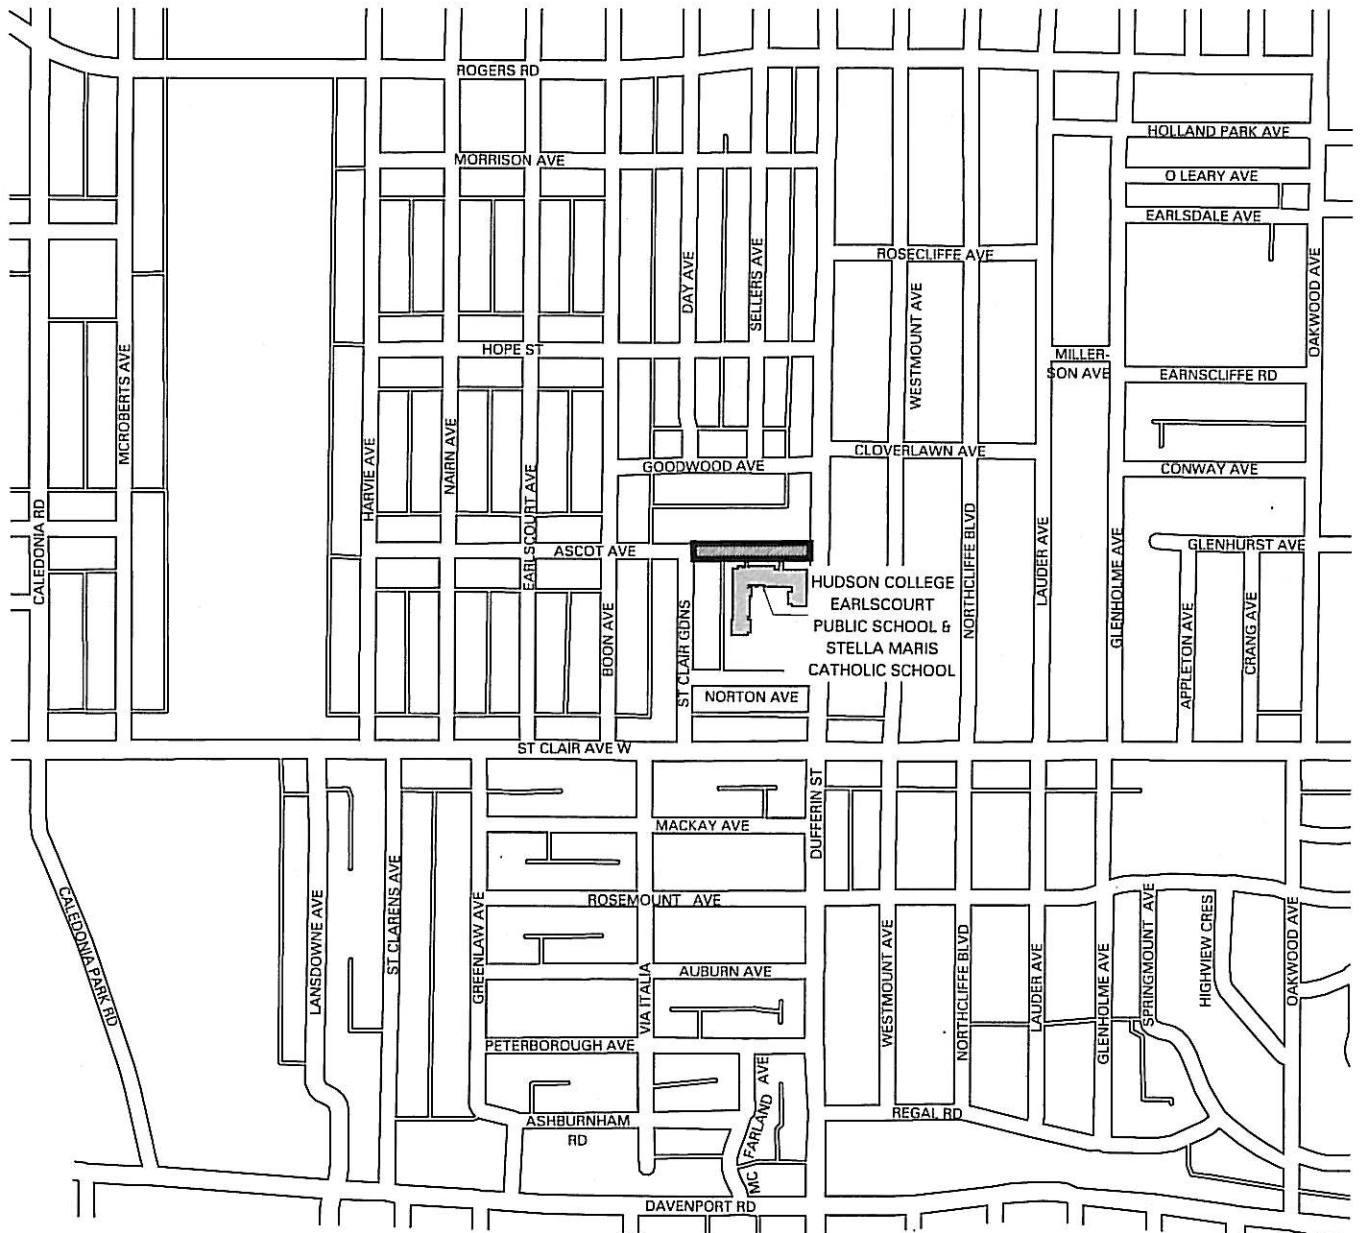 ROGERS RD
HOLLAND PARK AVE
MORRISON AVE
O LEARY AVE
EARLSDALE AVE
ROSECLIFFE AVE
DAY AVE
SELLERS AVE
WESTMOUNT AVE
OAKWOOD AVE
HOPE ST
MILLER-
SON AVE
EARNSCLIFFE RD
MCROBERTS AVE
HARVIE AVE
NAIRN AVE
EARLSCOURT AVE
GOODWOOD AVE
CLOVERLAWN AVE
CONWAY AVE
CALEDONIA RD
ASCOT AVE
GLENHURST AVE
BOON AVE
ST CLAIR GDNS
HUDSON COLLEGE
EARLSCOURT
PUBLIC SCHOOL &
STELLA MARIS
CATHOLIC SCHOOL
NORTHCLIFFE BLVD
LAUDER AVE
GLENHOLME AVE
APPLETON AVE
CRANG AVE
NORTON AVE
ST CLAIR AVE W
DUFFERIN ST
MACKAY AVE
ROSEMOUNT AVE
CALEDONIA PARK RD
LANSDOWNE AVE
ST CLARENS AVE
GREENLAW AVE
VIA ITALIA
AUBURN AVE
WESTMOUNT AVE
NORTHCLIFFE BLVD
LAUDER AVE
GLENHOLME AVE
SPRINGMOUNT AVE
HIGHVIEW CRES
OAKWOOD AVE
PETERBOROUGH AVE
MC FARLAND AVE
ASHBURNHAM
RD
REGAL RD
DAVENPORT RD